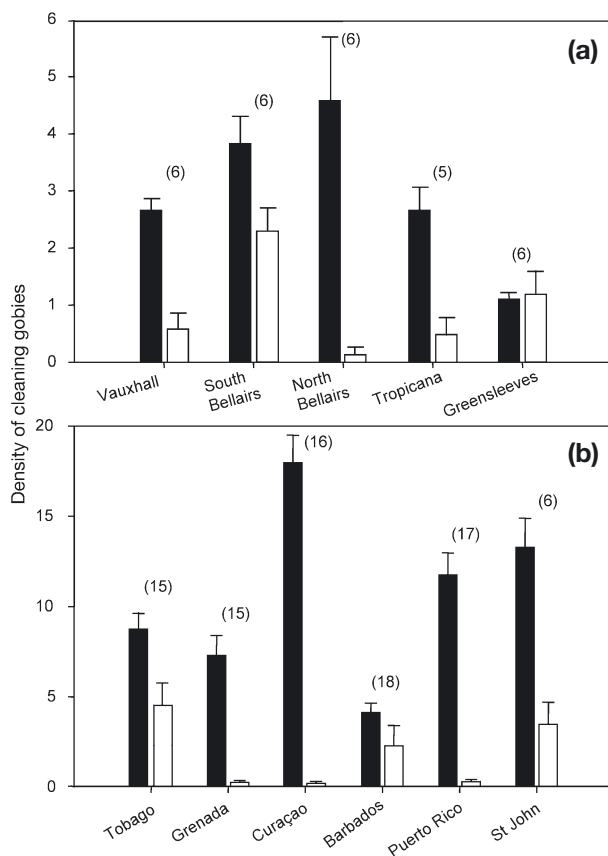 Density of cleaning gobies
(a)
6
5
4
3
2
1
0
(6)
(6)
(6)
(5)
(6)
Vauxhall
South
Bellairs
North
Bellairs
Tropicana
Greensleeves
(b)
20
15
10
5
0
(15)
(15)
(16)
(18)
(17)
(6)
Tobago
Grenada
Curaçao
Barbados
Puerto Rico
St John